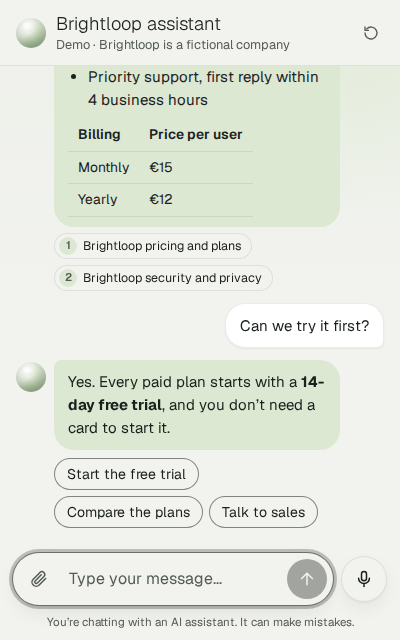 Brightloop assistant
Demo · Brightloop is a fictional company
• Priority support, first reply within
4 business hours
Billing Price per user
Monthly €15
Yearly €12
1 Brightloop pricing and plans
2 Brightloop security and privacy
Can we try it first?
Yes. Every paid plan starts with a 14-
day free trial, and you don’t need a
card to start it.
Start the free trial
Compare the plans Talk to sales
Type your message...
You’re chatting with an AI assistant. It can make mistakes.